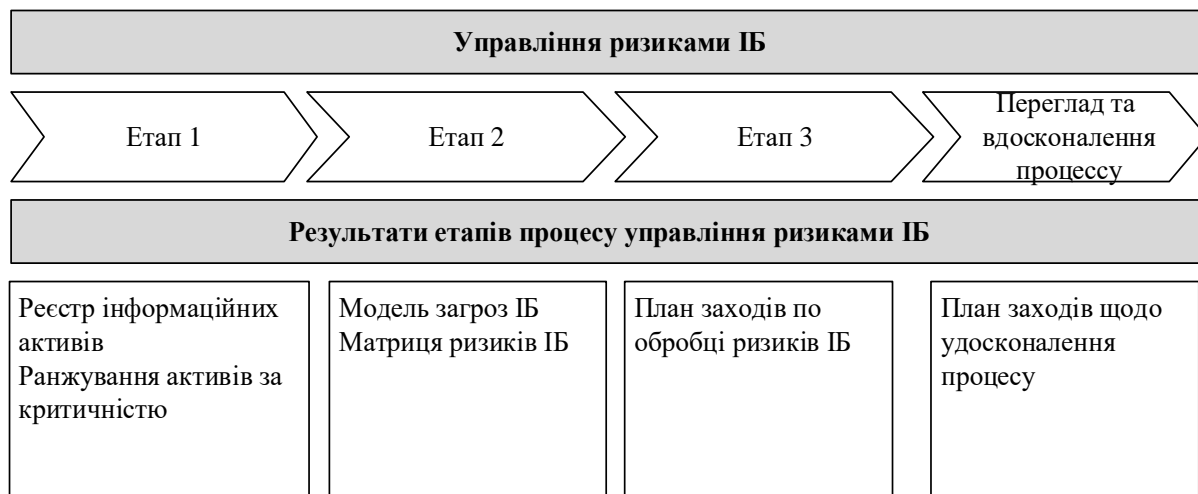 Управління ризиками ІБ
Етап 1
Етап 2
Етап 3
Переглад та
вдосконалення
процессу
Результати етапів процесу управління ризиками ІБ
Реєстр інформаційних
активів
Ранжування активів за
критичністю
Модель загроз ІБ
Матриця ризиків ІБ
План заходів по
обробці ризиків ІБ
План заходів щодо
удосконалення
процесу